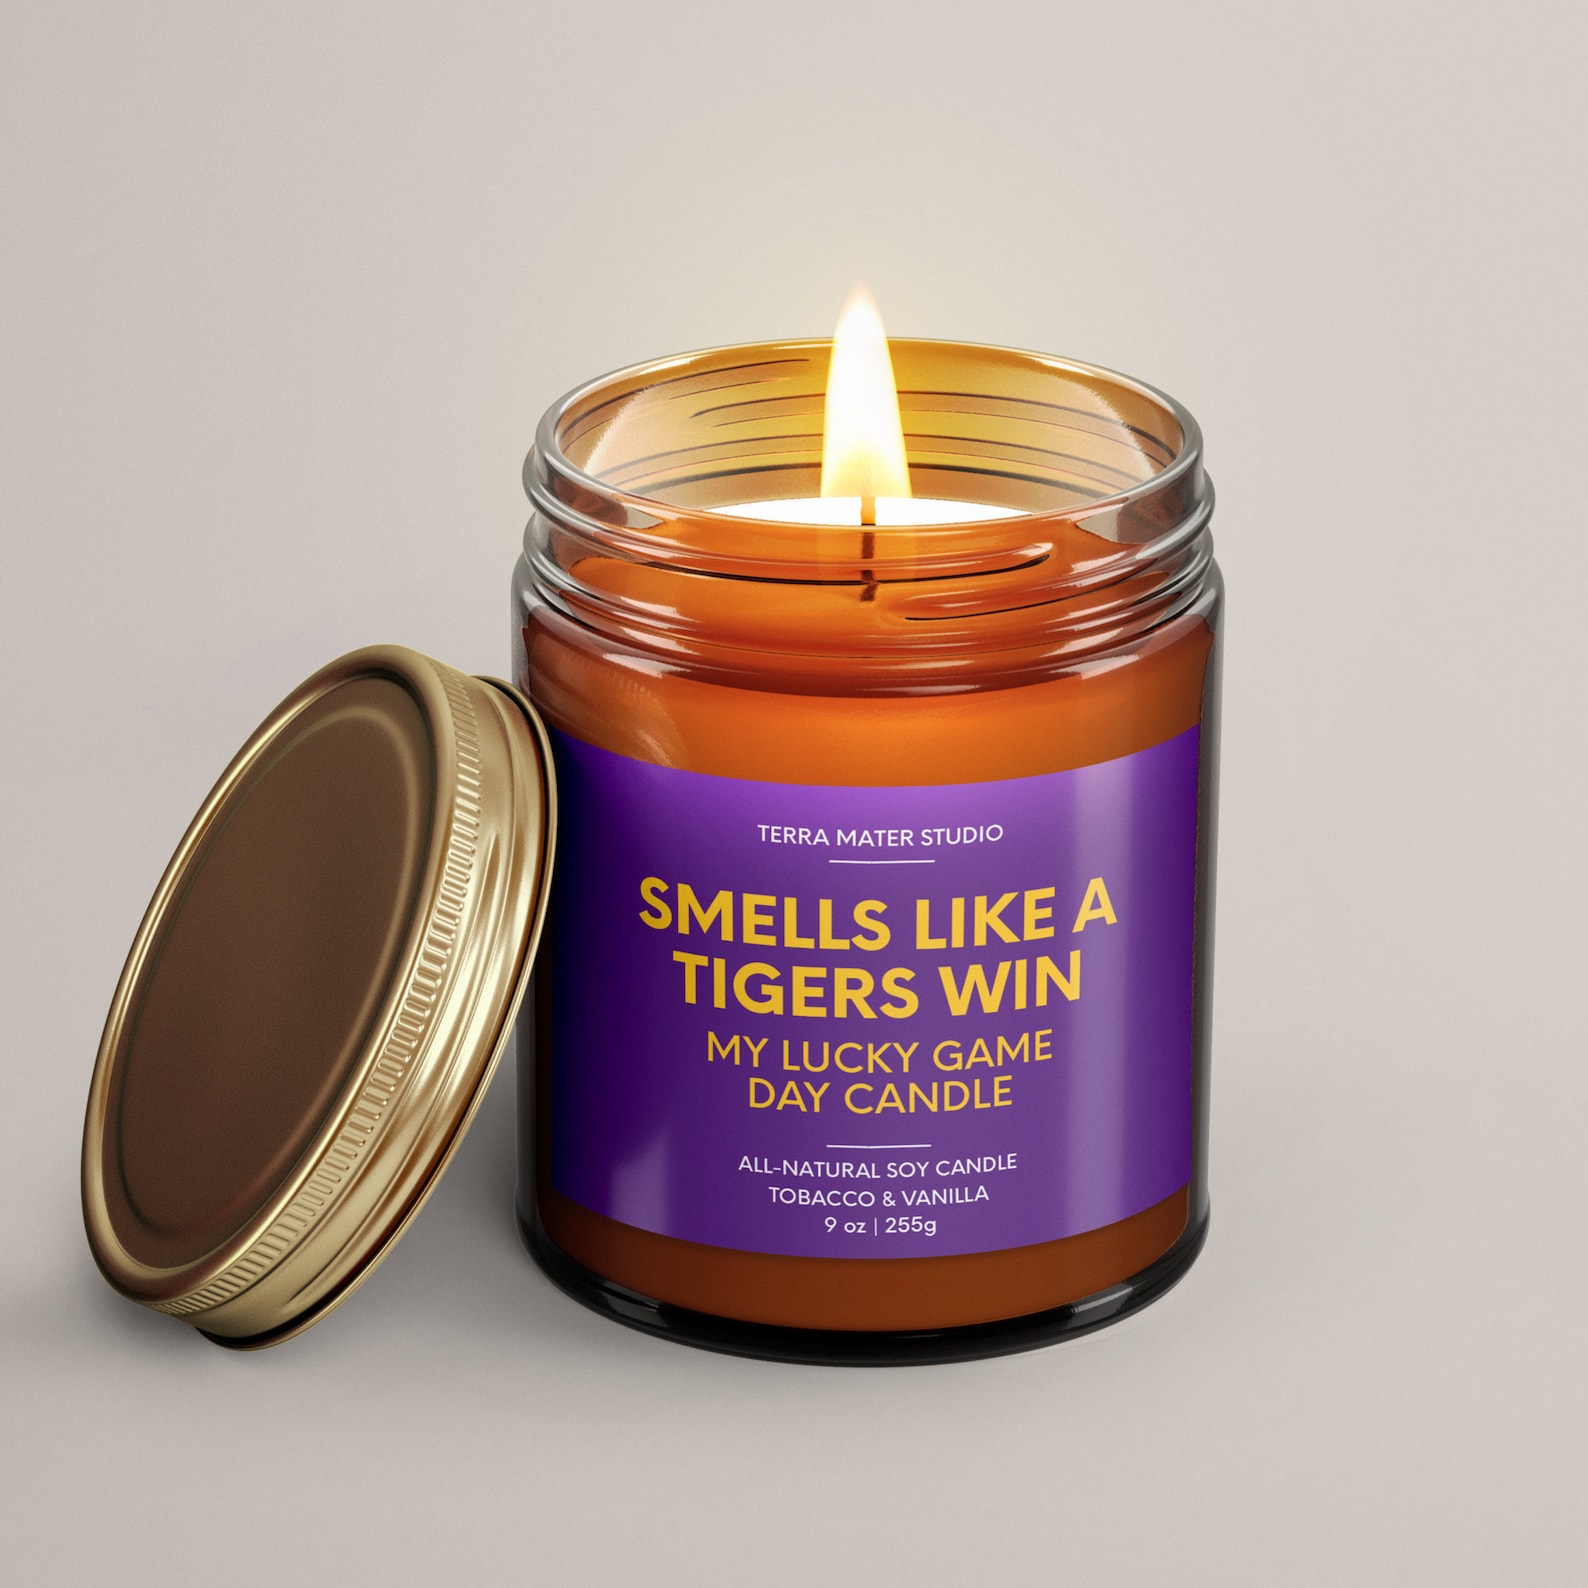 TERRA MATER STUDIO
SMELLS LIKE A
TIGERS WIN
MY LUCKY GAME
DAY CANDLE
ALL-NATURAL SOY CANDLE
TOBACCO & VANILLA
9 oz | 255g